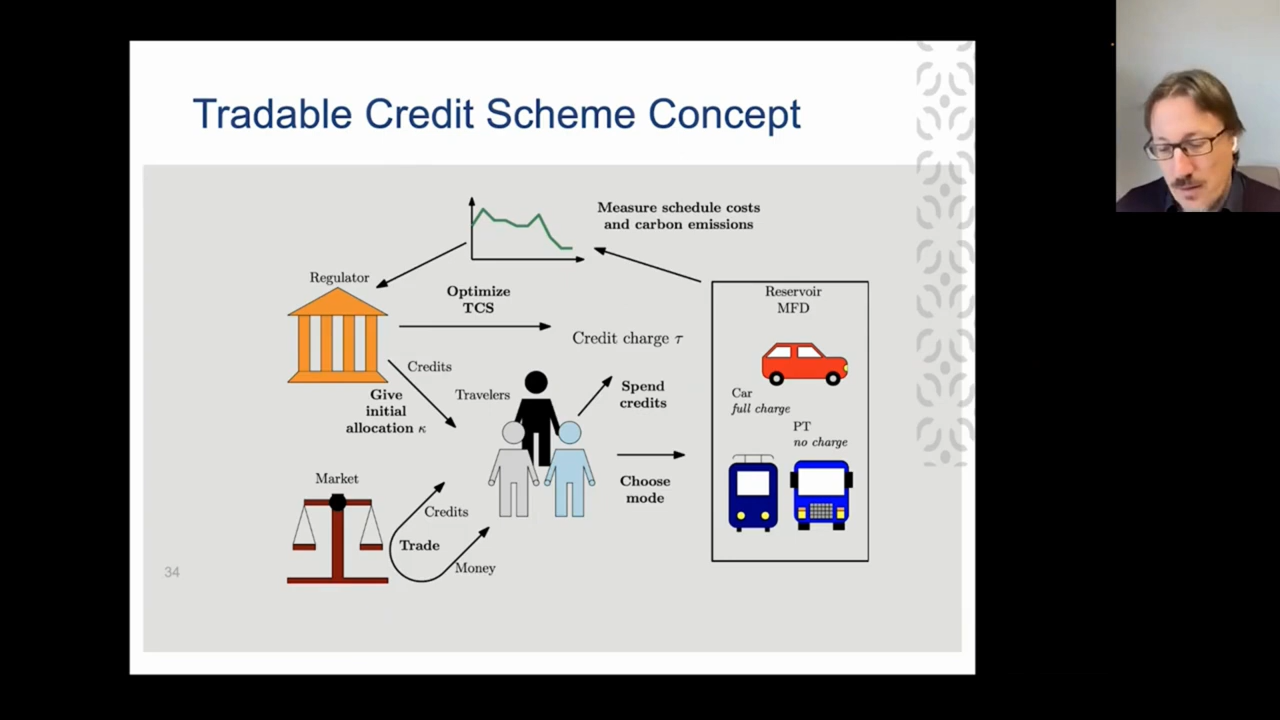 Tradable Credit Scheme Concept
Measure schedule costs
and carbon emissions
Regulator
Optimize
TCS
Reservoir
MFD
Credit charge τ
Credits
Give
initial
allocation κ
Travelers
Spend
credits
Car
full charge
PT
no charge
Market
Choose
mode
Credits
Trade
Money
34